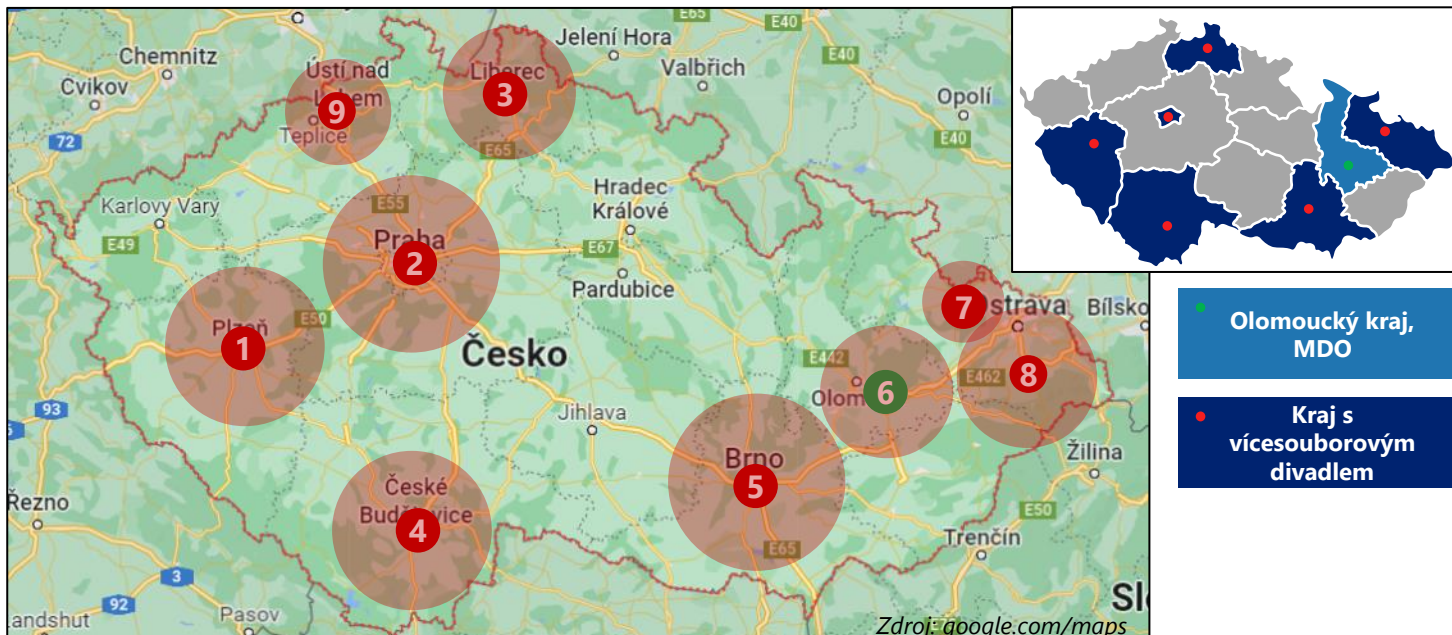 E65
E40
Jelení Hora
Chemnitz
E40
Cvikov
Ústí nad
Labem
Teplice
9
Liberec
3
Valbřich
Opolí
E40
72
E65
Hradec
Králové
Karlovy Vary
E55
E49
Praha
2
E67
Pardubice
Plzeň
1
E50
Česko
7
Ostrava
Bílsko
E442
6
Olom
E462
8
93
Jihlava
Brno
5
Žilina
České
Budějovice
4
Řezno
E50
Trenčín
E65
3
92
Landshut
Pasov
Zdroj: google.com/maps
Olomoucký kraj,
MDO
Kraj s
vícesouborovým
divadlem